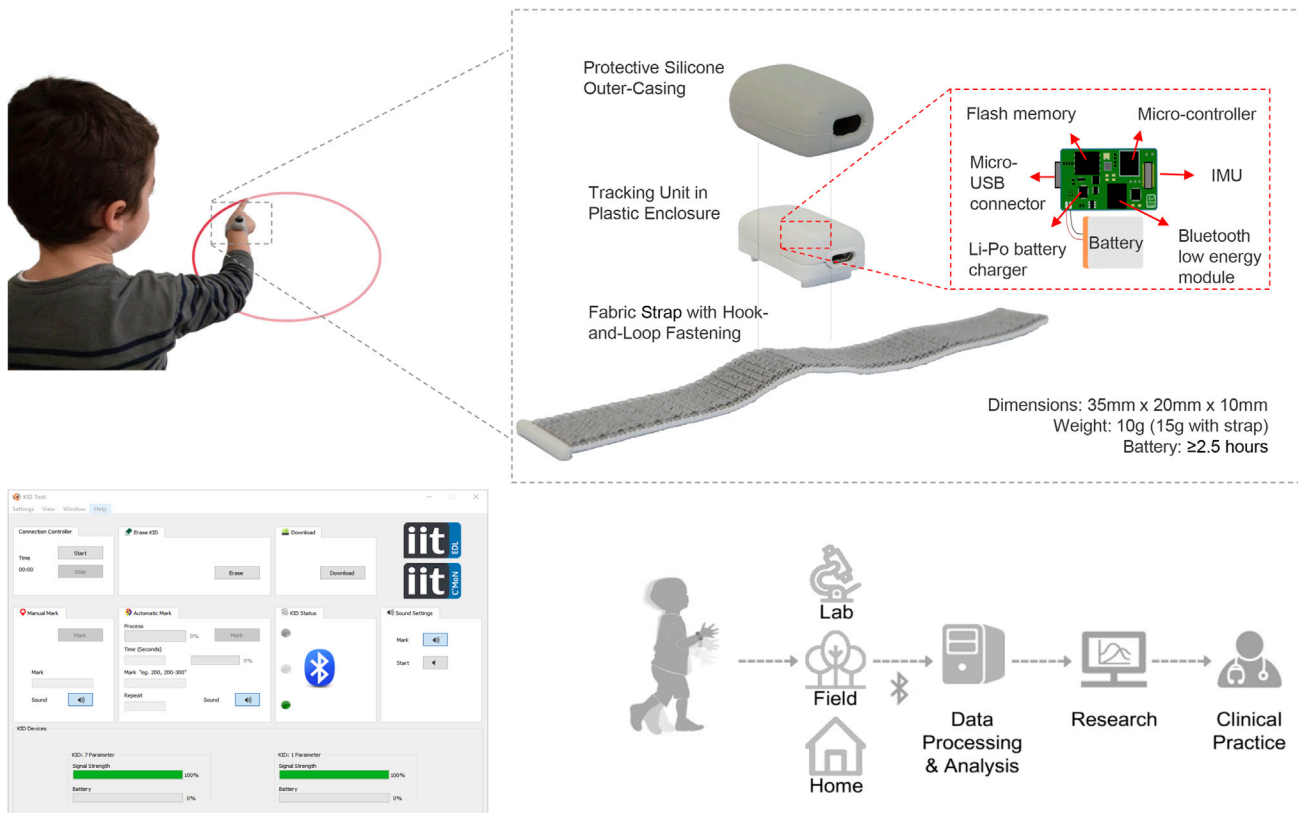 Protective Silicone
Outer-Casing
Tracking Unit in
Plastic Enclosure
Fabric Strap with Hook-
and-Loop Fastening
Flash memory
Micro-controller
Micro-
USB
connector
IMU
Li-Po battery
charger
Battery
Bluetooth
low energy
module
Dimensions: 35mm x 20mm x 10mm
Weight: 10g (15g with strap)
Battery: ≥2.5 hours
KID Tool
Settings View Window Help
Connection Controller
Time
00:00
Start
Stop
Erase KID
Erase
Download
Download
iit EDL
iit C'MoN
Manual Mark
Mark
Mark
Sound
Automatic Mark
Process
0%
Mark
Time (Seconds)
0%
Mark "eg. 200, 200-300"
Repeat
Sound
KID Status
Sound Settings
Mark
Start
KID Devices
KID: 7 Parameter
Signal Strength
100%
Battery
0%
KID: 1 Parameter
Signal Strength
100%
Battery
0%
Lab
Field
Home
Data
Processing
& Analysis
Research
Clinical
Practice